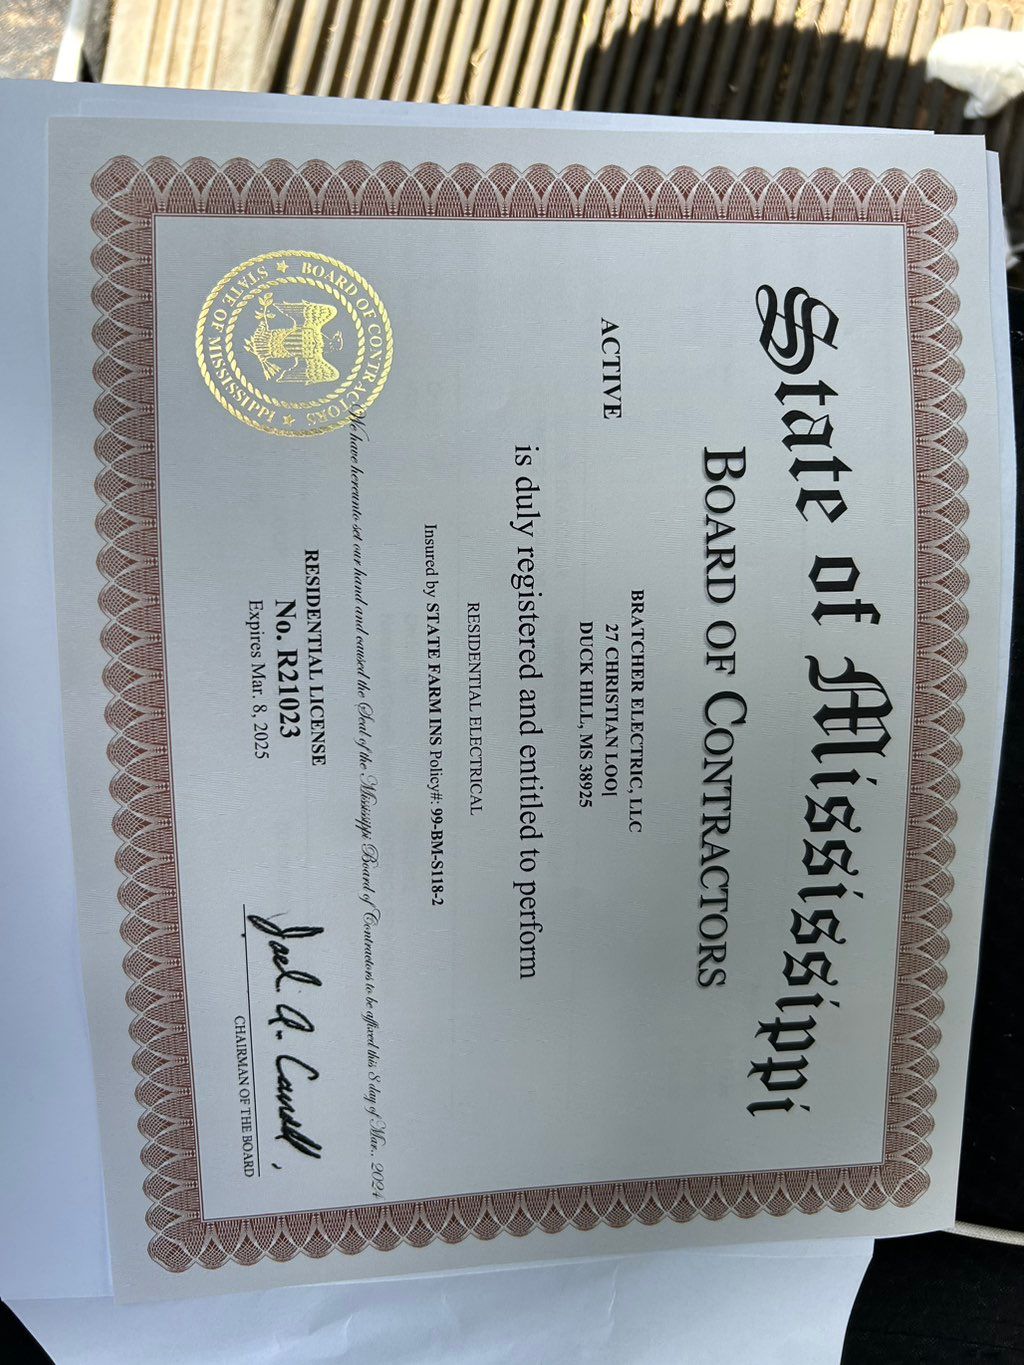 State of Mississippi
BOARD OF CONTRACTORS
ACTIVE
BRATCHER ELECTRIC, LLC
27 CHRISTIAN LOO|
DUCK HILL, MS 38925
is duly registered and entitled to perform
RESIDENTIAL ELECTRICAL
Insured by STATE FARM INS Policy#: 99-BM-S118-2
We have hereunto set our hand and caused the Seal of the Mississippi Board of Contractors to be affixed this 8 day of Mar., 2024
STATE OF MISSISSIPPI ★ BOARD OF CONTRACTORS ★
RESIDENTIAL LICENSE
No. R21023
Expires Mar. 8, 2025
CHAIRMAN OF THE BOARD